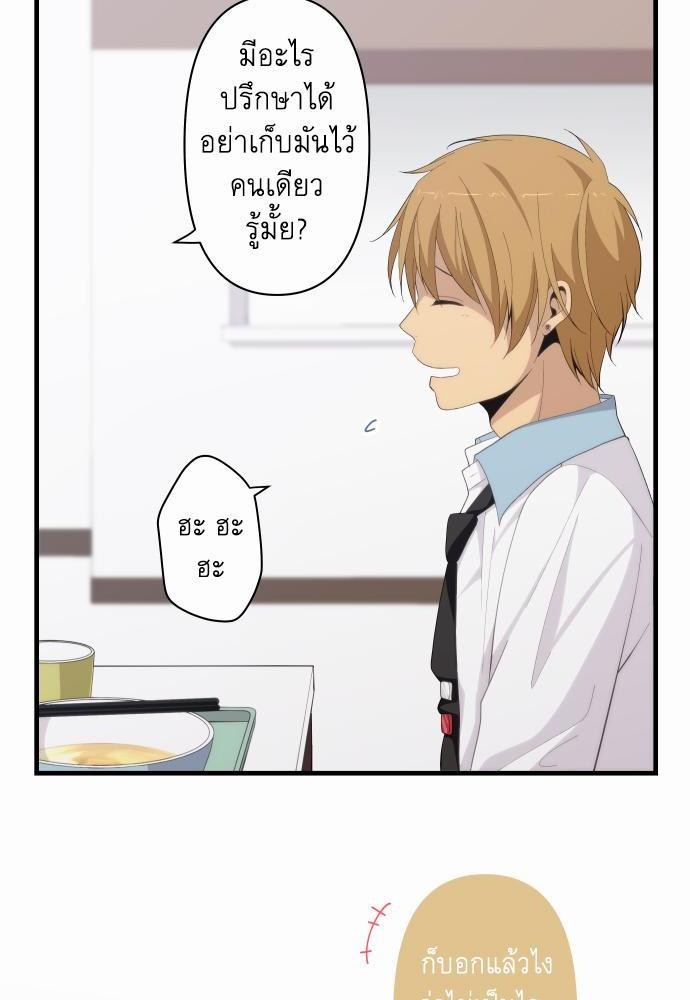 มีอะไร
ปรึกษาได้
อย่าเก็บมันไว้
คนเดียว
รู้มั้ย?
ฮะ ฮะ
ฮะ
ก็บอกแล้วไง